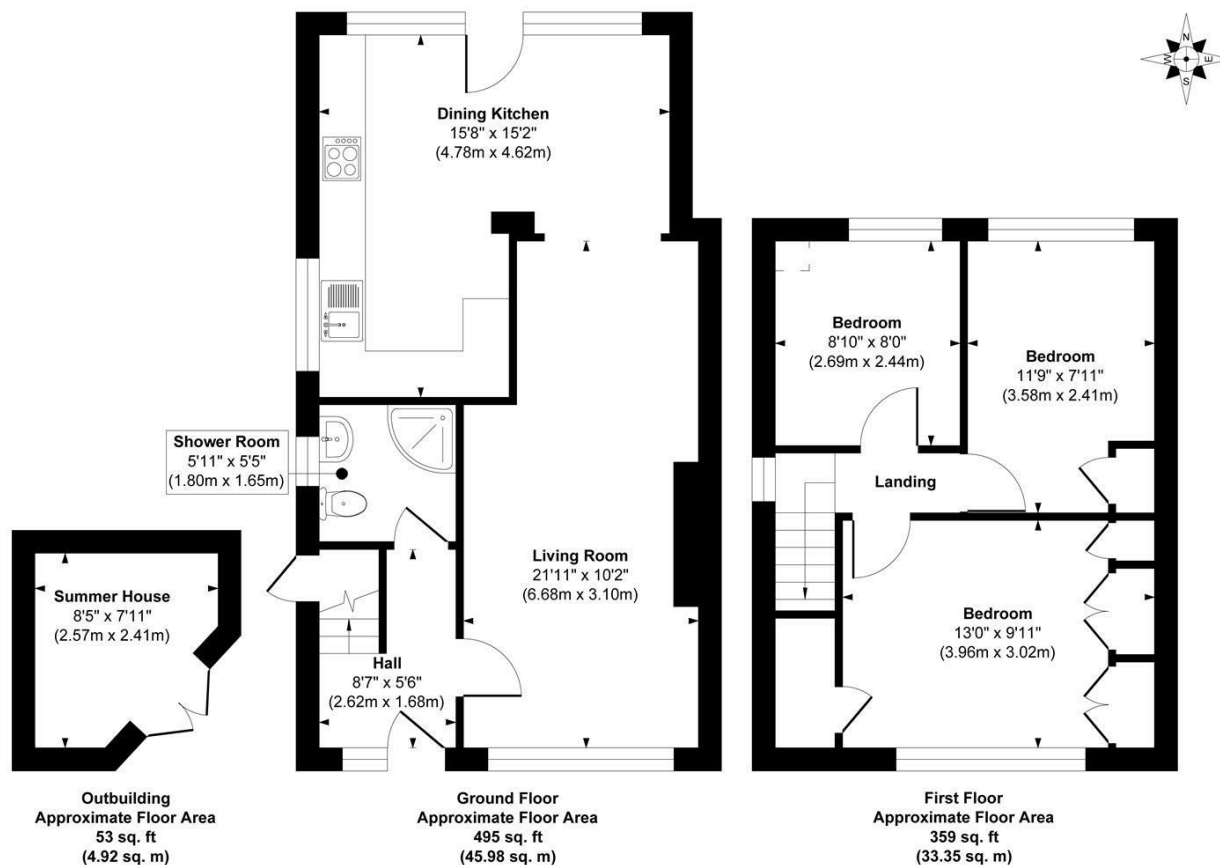 N
W
E
S
Dining Kitchen
15'8" x 15'2"
(4.78m x 4.62m)
Bedroom
8'10" x 8'0"
(2.69m x 2.44m)
Bedroom
11'9" x 7'11"
(3.58m x 2.41m)
Shower Room
5'11" x 5'5"
(1.80m x 1.65m)
Landing
Living Room
21'11" x 10'2"
(6.68m x 3.10m)
Summer House
8'5" x 7'11"
(2.57m x 2.41m)
Hall
8'7" x 5'6"
(2.62m x 1.68m)
Bedroom
13'0" x 9'11"
(3.96m x 3.02m)
Outbuilding
Approximate Floor Area
53 sq. ft
(4.92 sq. m)
Ground Floor
Approximate Floor Area
495 sq. ft
(45.98 sq. m)
First Floor
Approximate Floor Area
359 sq. ft
(33.35 sq. m)